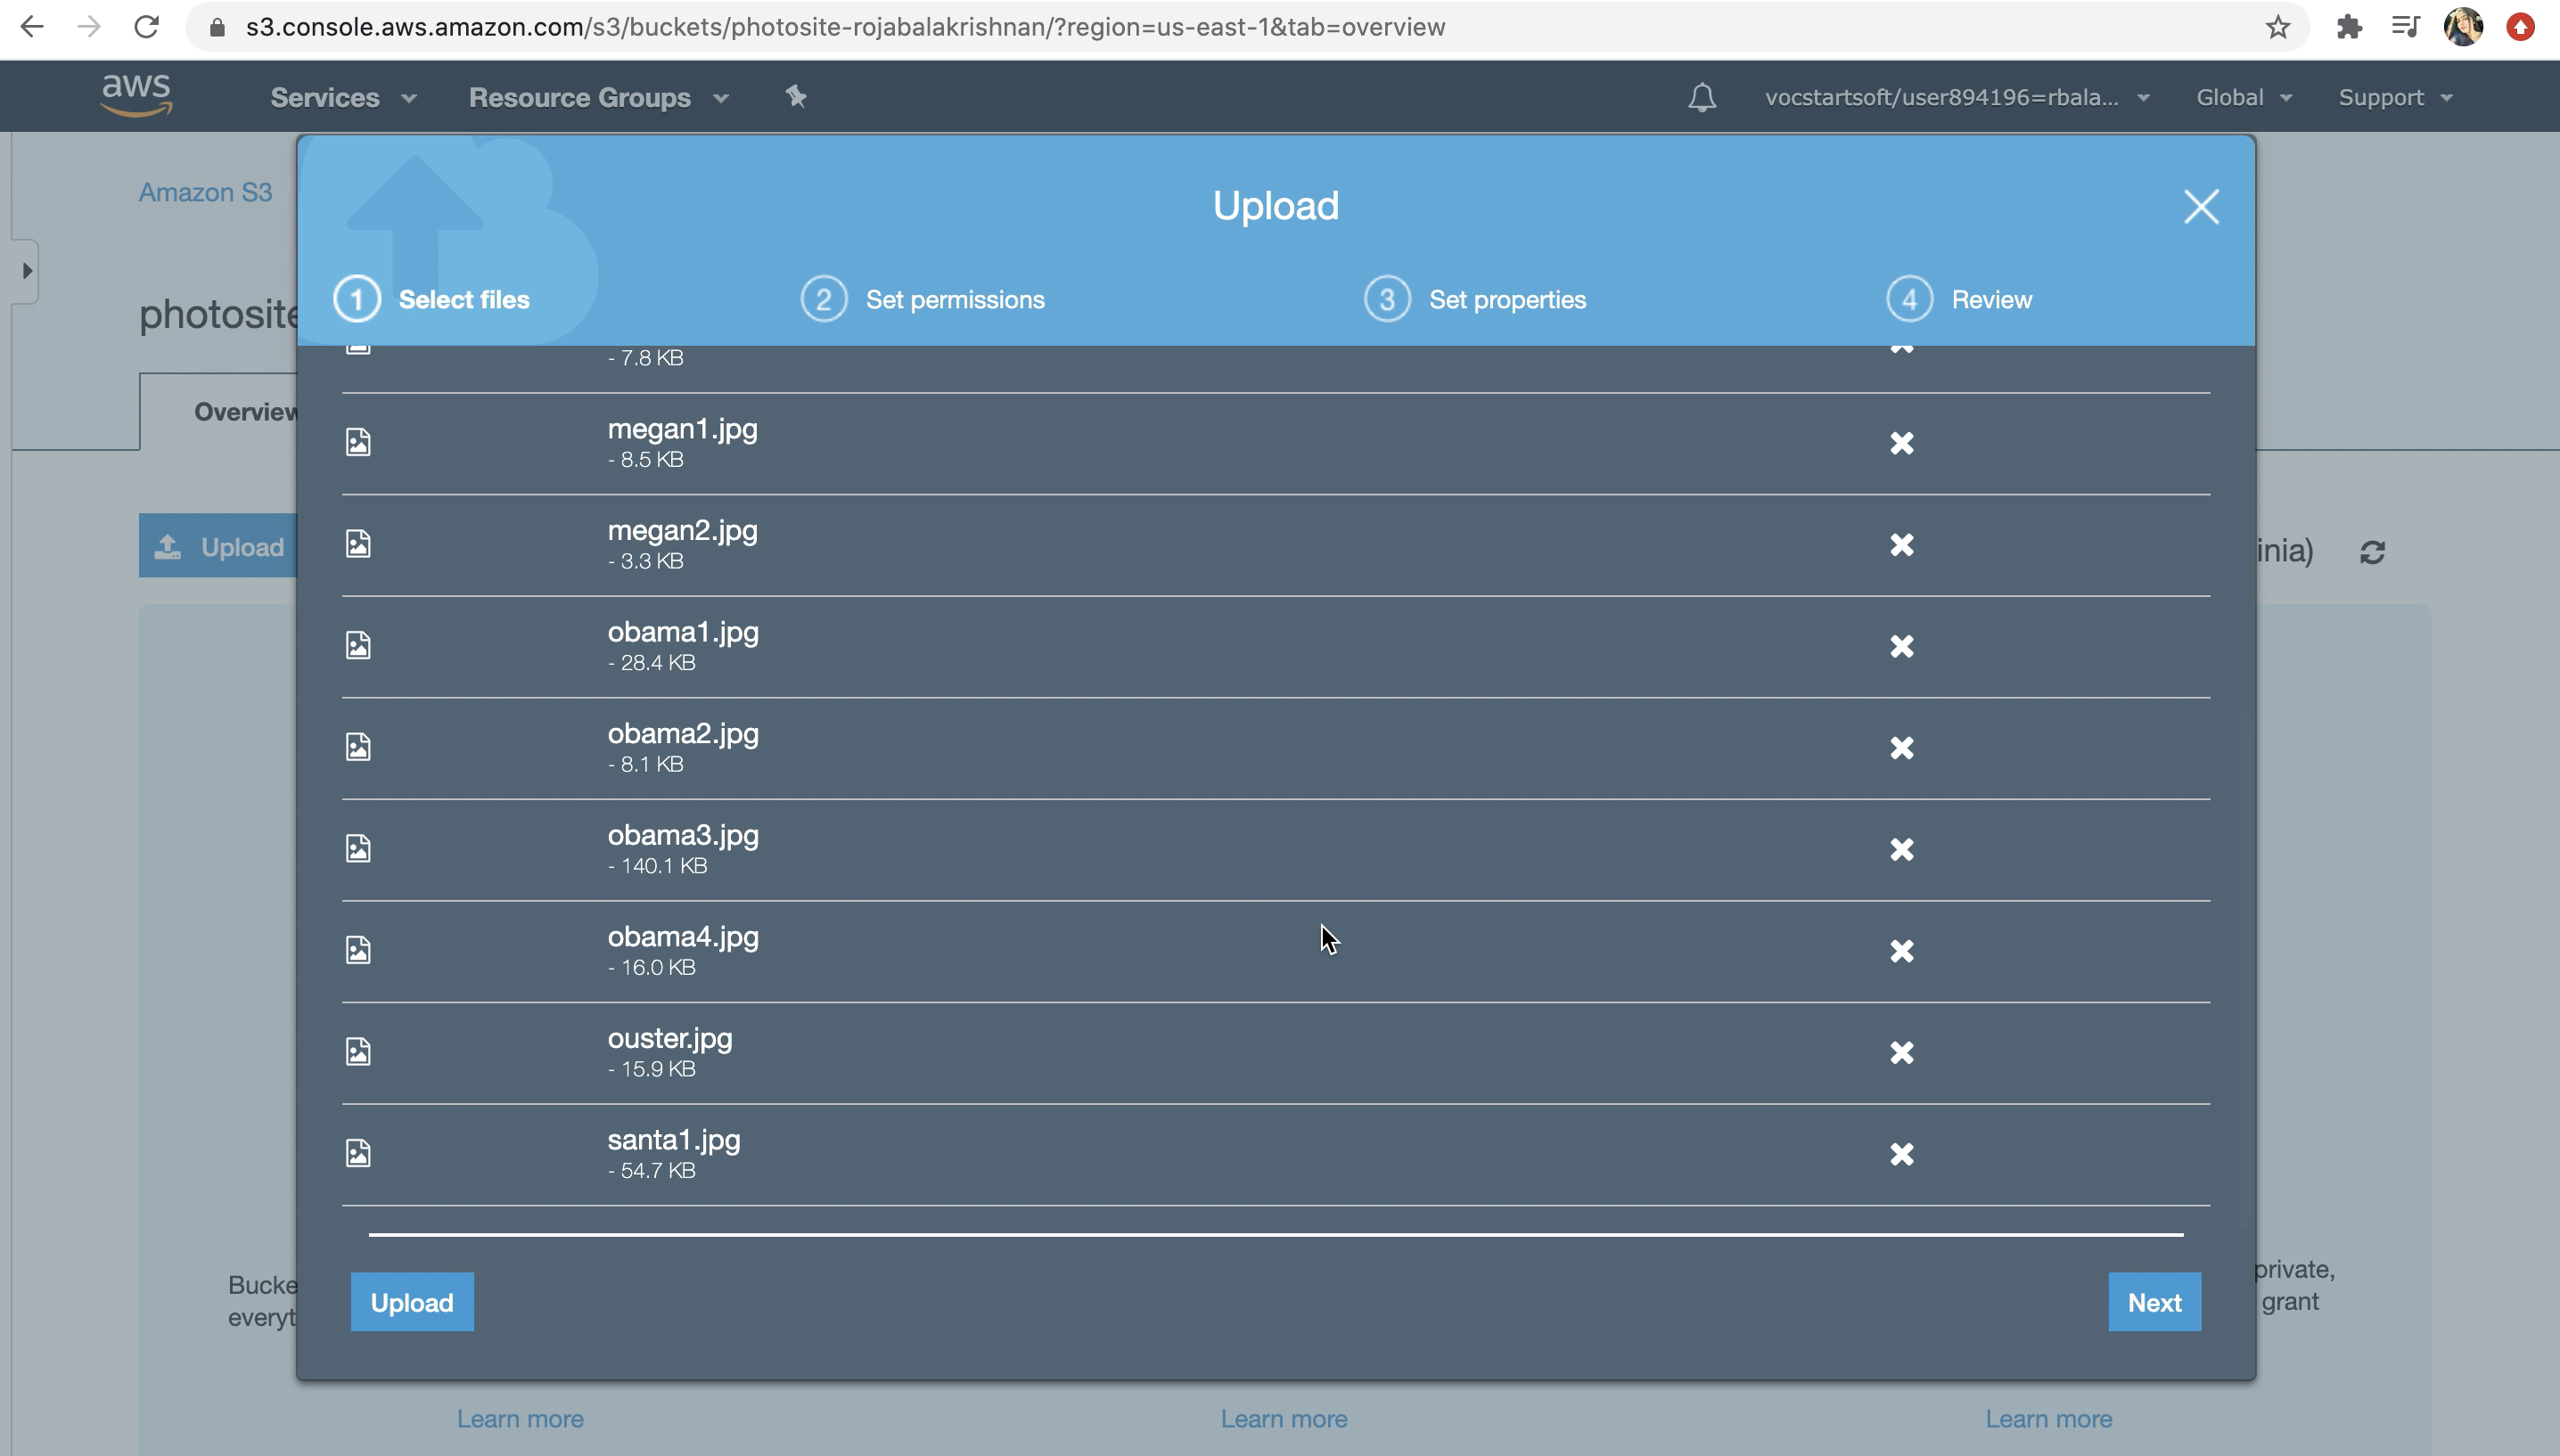 s3.console.aws.amazon.com/s3/buckets/photosite-rojabalakrishnan/?region=us-east-1&tab=overview
aws Services Resource Groups vocstartsoft/user894196=rbala... Global Support
Amazon S3
Upload
1 Select files 2 Set permissions 3 Set properties 4 Review
photosite
- 7.8 KB
Overview
megan1.jpg
- 8.5 KB
megan2.jpg
- 3.3 KB
Upload
inia)
obama1.jpg
- 28.4 KB
obama2.jpg
- 8.1 KB
obama3.jpg
- 140.1 KB
obama4.jpg
- 16.0 KB
ouster.jpg
- 15.9 KB
santa1.jpg
- 54.7 KB
Bucke
everyt
Upload
Next
private,
grant
Learn more Learn more Learn more